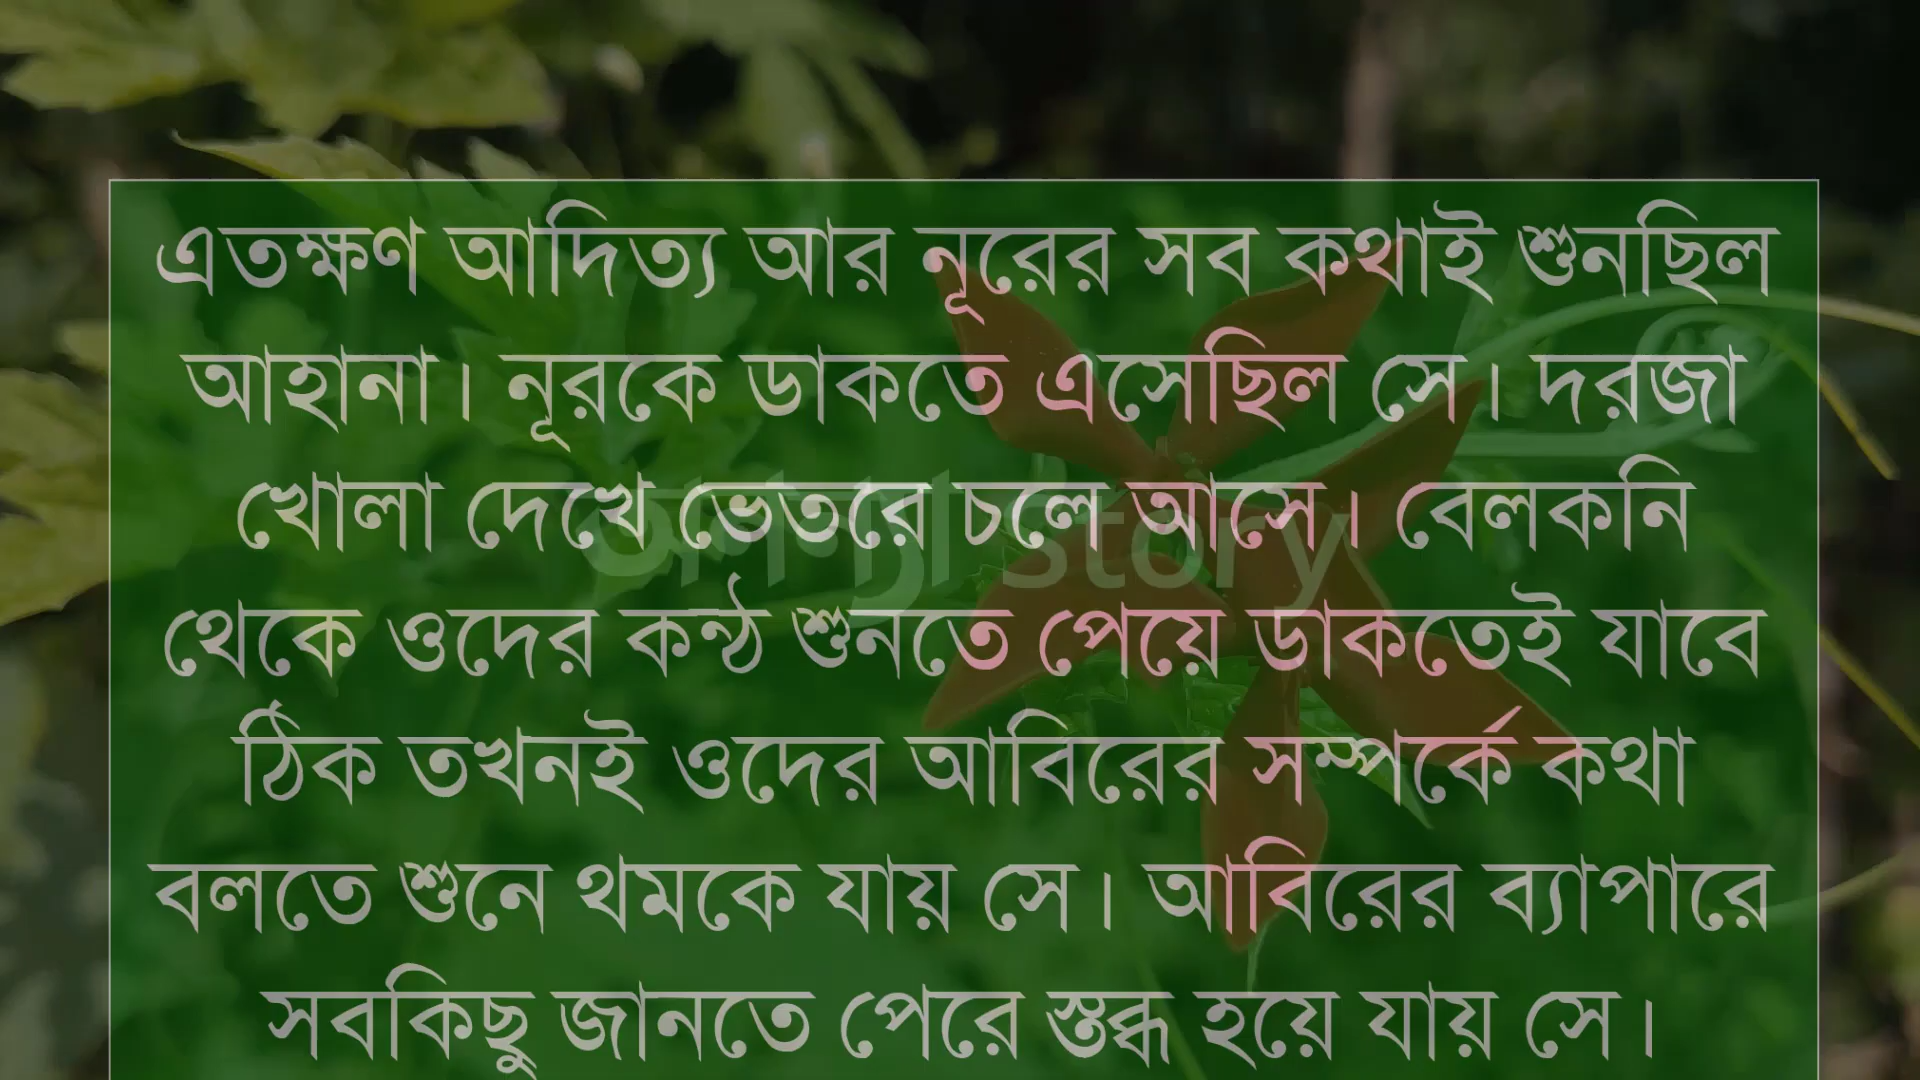 এতক্ষণ আদিত্য আর নূরের সব কথাই শুনছিল
আহানা। নূরকে ডাকতে এসেছিল সে। দরজা
খোলা দেখে ভেতরে চলে আসে। বেলকনি
Story
থেকে ওদের কন্ঠ শুনতে পেয়ে ডাকতেই যাবে
ঠিক তখনই ওদের আবিরের সম্পর্কে কথা
বলতে শুনে থমকে যায় সে। আবিরের ব্যাপারে
সবকিছু জানতে পেরে স্তব্ধ হয়ে যায় সে।